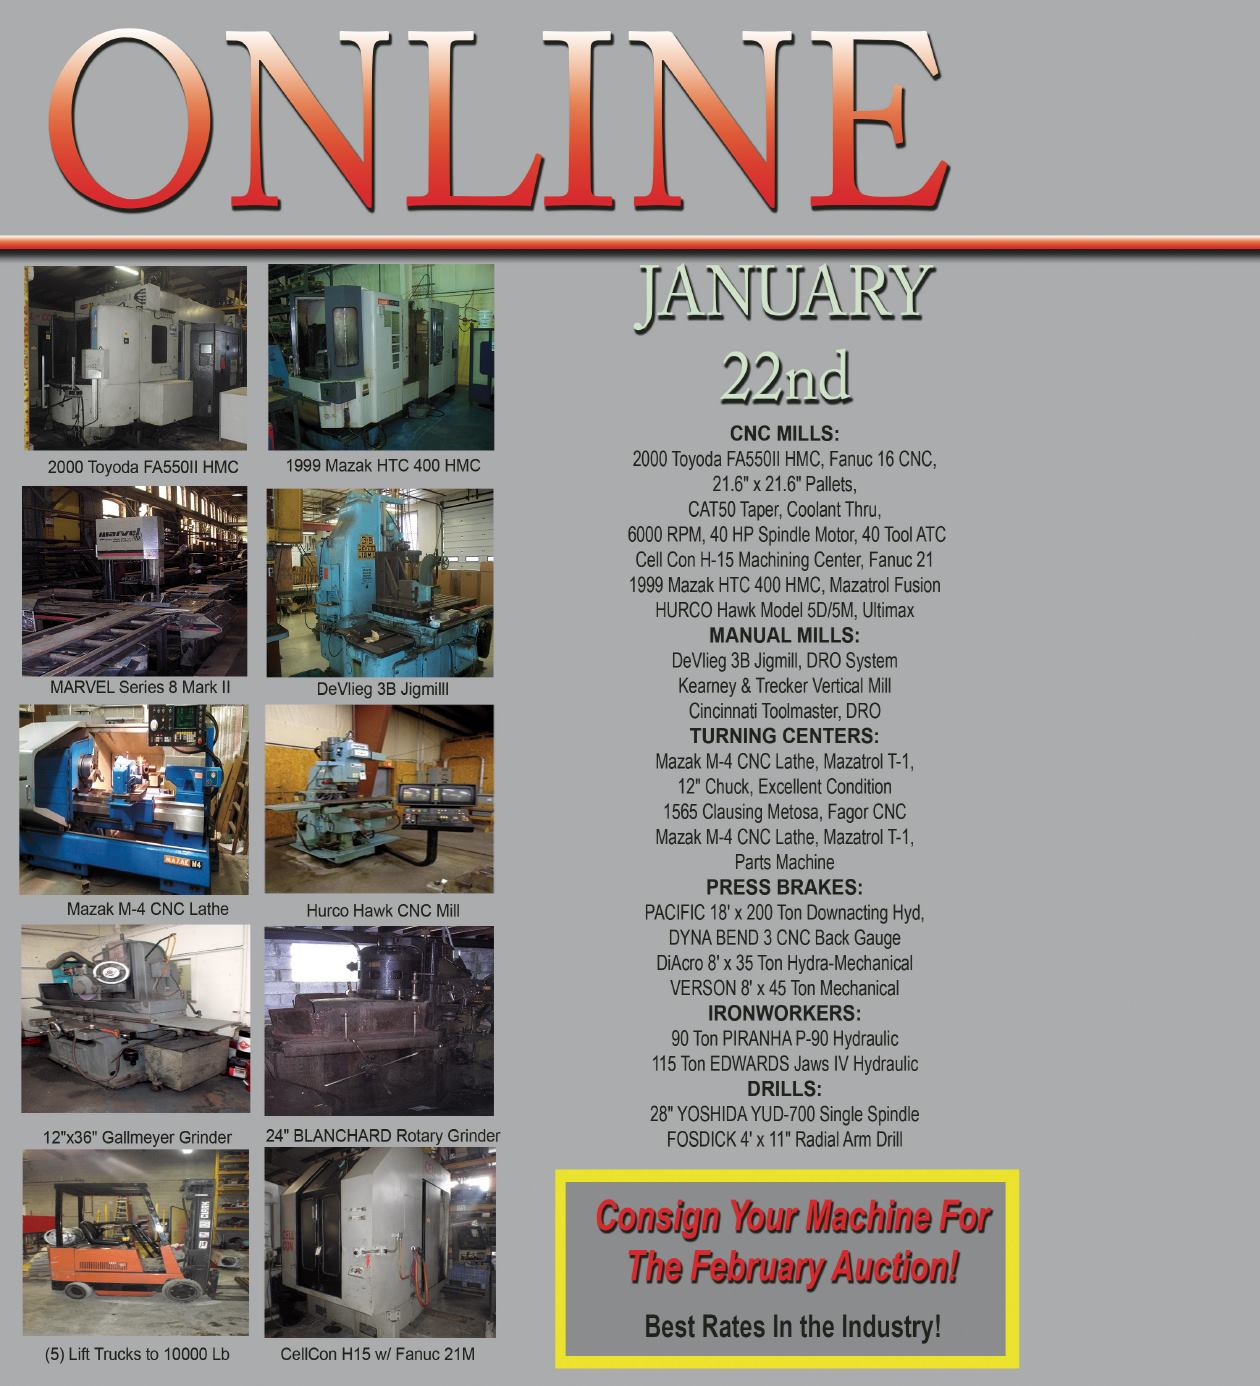 ONLINE
2000 Toyoda FA550II HMC
1999 Mazak HTC 400 HMC
marvel
MARVEL Series 8 Mark II
DeVlieg 3B Jigmilll
MAZAK M4
Mazak M-4 CNC Lathe
Hurco Hawk CNC Mill
12"x36" Gallmeyer Grinder
24" BLANCHARD Rotary Grinder
CLARK
(5) Lift Trucks to 10000 Lb
CellCon H15 w/ Fanuc 21M
JANUARY
22nd
CNC MILLS:
2000 Toyoda FA550II HMC, Fanuc 16 CNC,
21.6" x 21.6" Pallets,
CAT50 Taper, Coolant Thru,
6000 RPM, 40 HP Spindle Motor, 40 Tool ATC
Cell Con H-15 Machining Center, Fanuc 21
1999 Mazak HTC 400 HMC, Mazatrol Fusion
HURCO Hawk Model 5D/5M, Ultimax
MANUAL MILLS:
DeVlieg 3B Jigmill, DRO System
Kearney & Trecker Vertical Mill
Cincinnati Toolmaster, DRO
TURNING CENTERS:
Mazak M-4 CNC Lathe, Mazatrol T-1,
12" Chuck, Excellent Condition
1565 Clausing Metosa, Fagor CNC
Mazak M-4 CNC Lathe, Mazatrol T-1,
Parts Machine
PRESS BRAKES:
PACIFIC 18' x 200 Ton Downacting Hyd,
DYNA BEND 3 CNC Back Gauge
DiAcro 8' x 35 Ton Hydra-Mechanical
VERSON 8' x 45 Ton Mechanical
IRONWORKERS:
90 Ton PIRANHA P-90 Hydraulic
115 Ton EDWARDS Jaws IV Hydraulic
DRILLS:
28" YOSHIDA YUD-700 Single Spindle
FOSDICK 4' x 11" Radial Arm Drill
Consign Your Machine For
The February Auction!
Best Rates In the Industry!